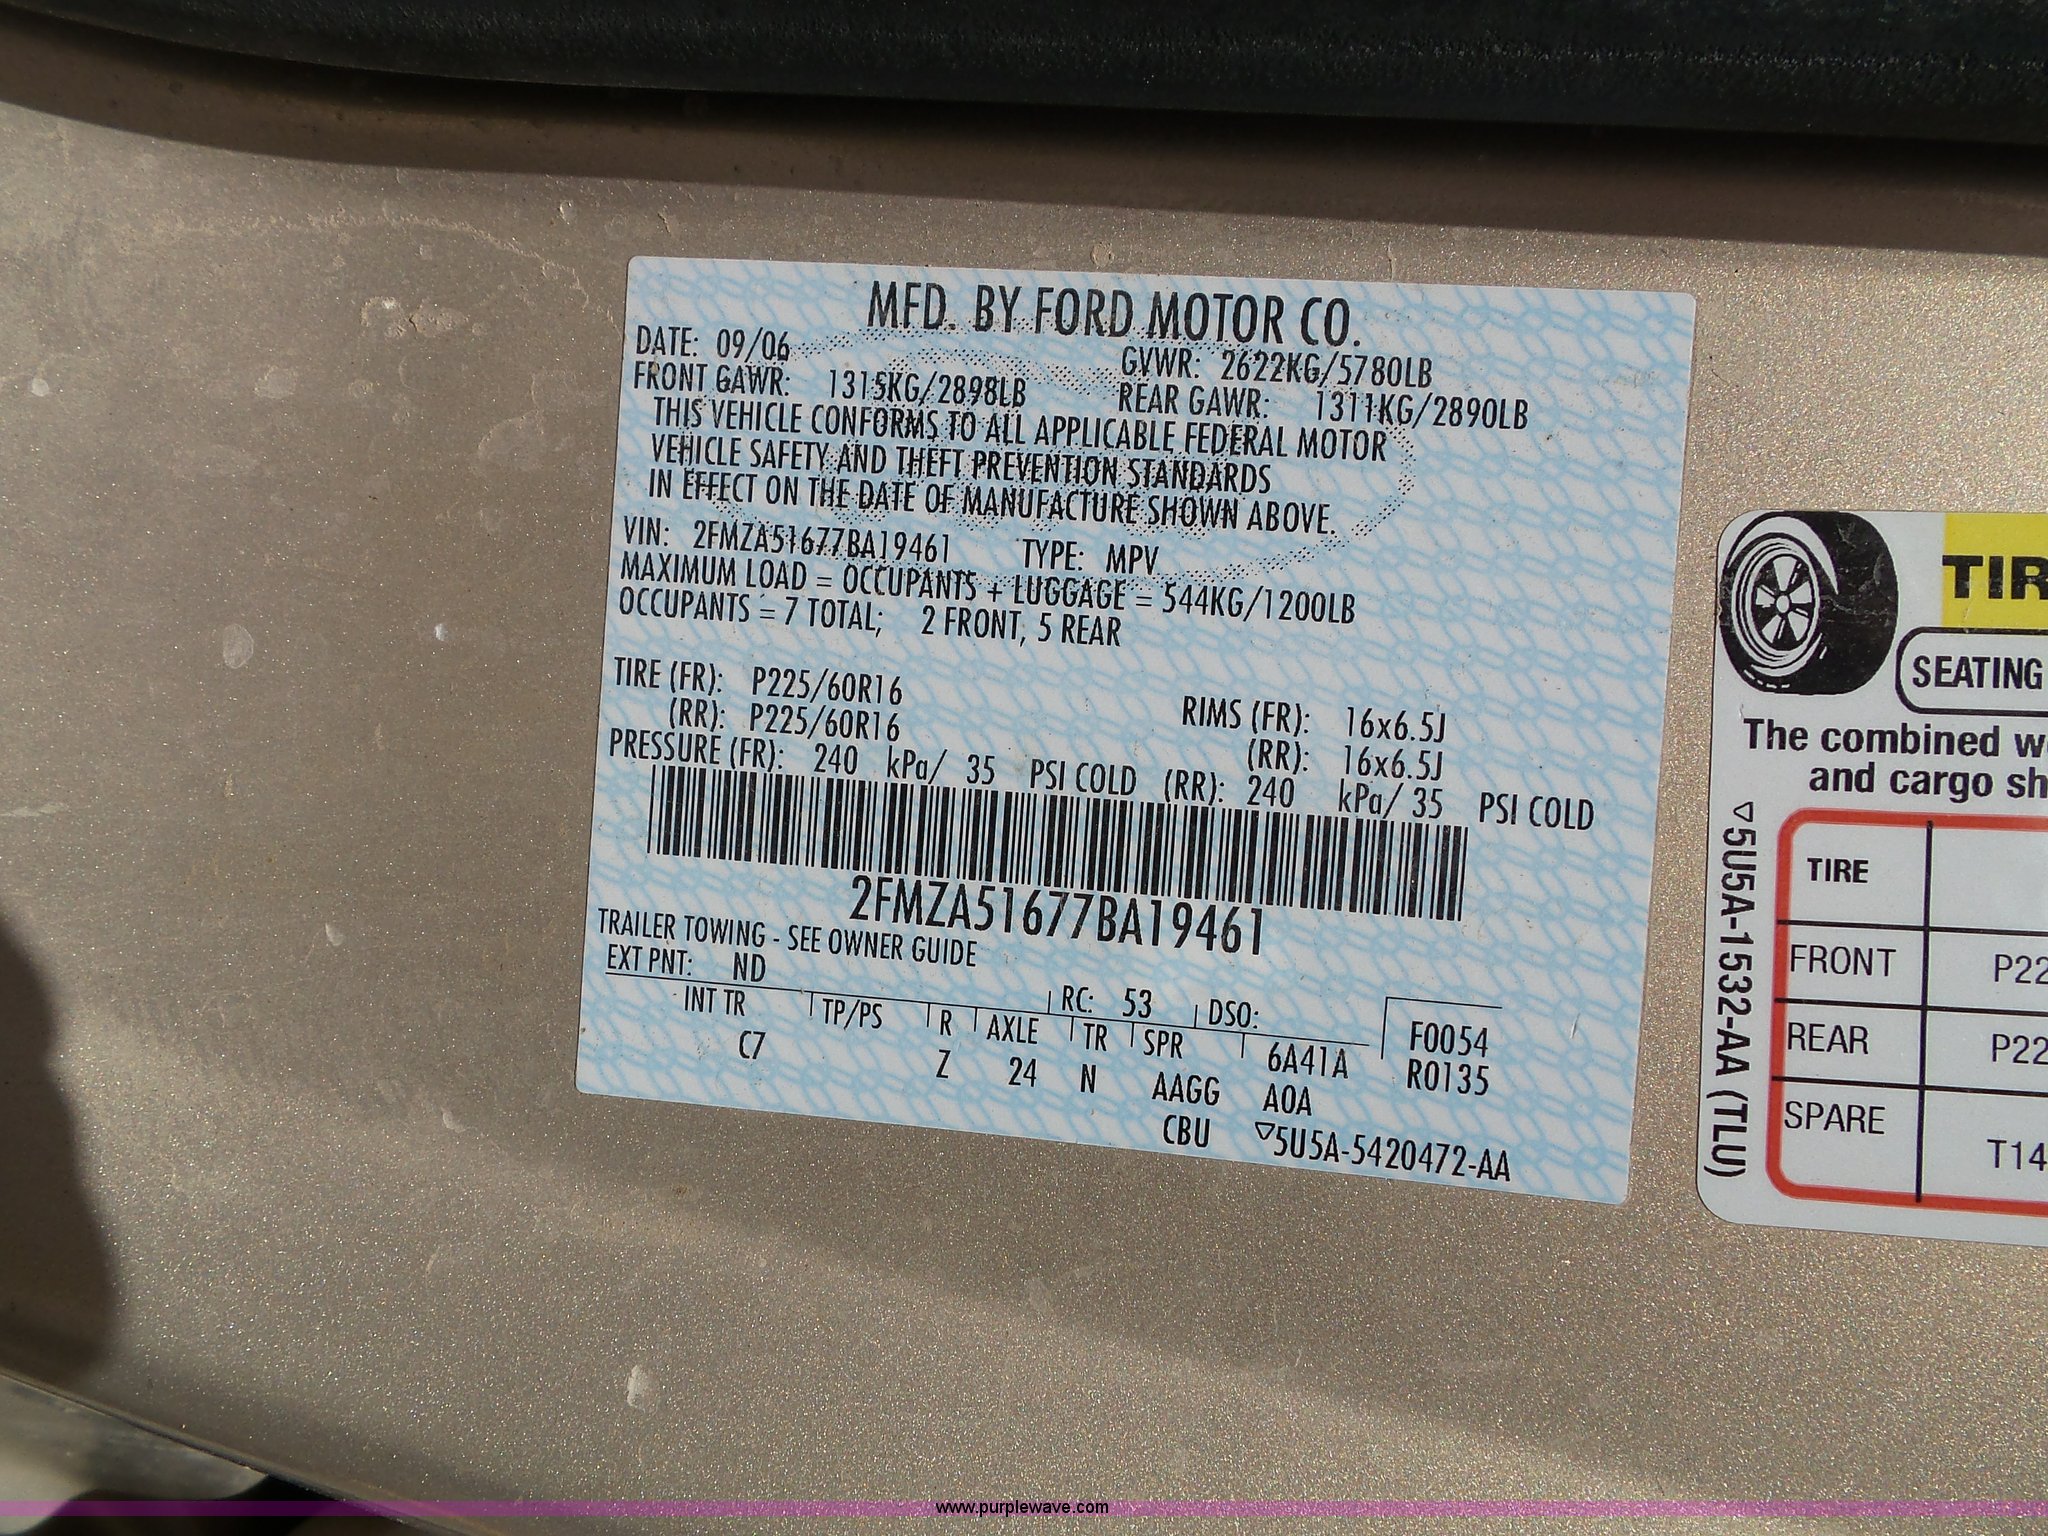 MFD. BY FORD MOTOR CO.
DATE: 09/06 GVWR: 2622KG/5780LB
FRONT GAWR: 1315KG/2898LB REAR GAWR: 1311KG/2890LB
THIS VEHICLE CONFORMS TO ALL APPLICABLE FEDERAL MOTOR
VEHICLE SAFETY AND THEFT PREVENTION STANDARDS
IN EFFECT ON THE DATE OF MANUFACTURE SHOWN ABOVE.
VIN: 2FMZA51677BA19461 TYPE: MPV
MAXIMUM LOAD = OCCUPANTS + LUGGAGE = 544KG/1200LB
OCCUPANTS = 7 TOTAL; 2 FRONT, 5 REAR
TIRE (FR): P225/60R16 RIMS (FR): 16x6.5J
(RR): P225/60R16 (RR): 16x6.5J
PRESSURE (FR): 240 kPa/ 35 PSI COLD (RR): 240 kPa/ 35 PSI COLD
2FMZA51677BA19461
TRAILER TOWING - SEE OWNER GUIDE
EXT PNT: ND RC: 53 DSO:
INT TR TP/PS R AXLE TR SPR 6A41A F0054
C7 Z 24 N AAGG A0A R0135
CBU ▽5U5A-5420472-AA
TIR
SEATING
The combined w
and cargo sh
▽5U5A-1532-AA (TLU)
TIRE
FRONT P22
REAR P22
SPARE T14
www.purplewave.com